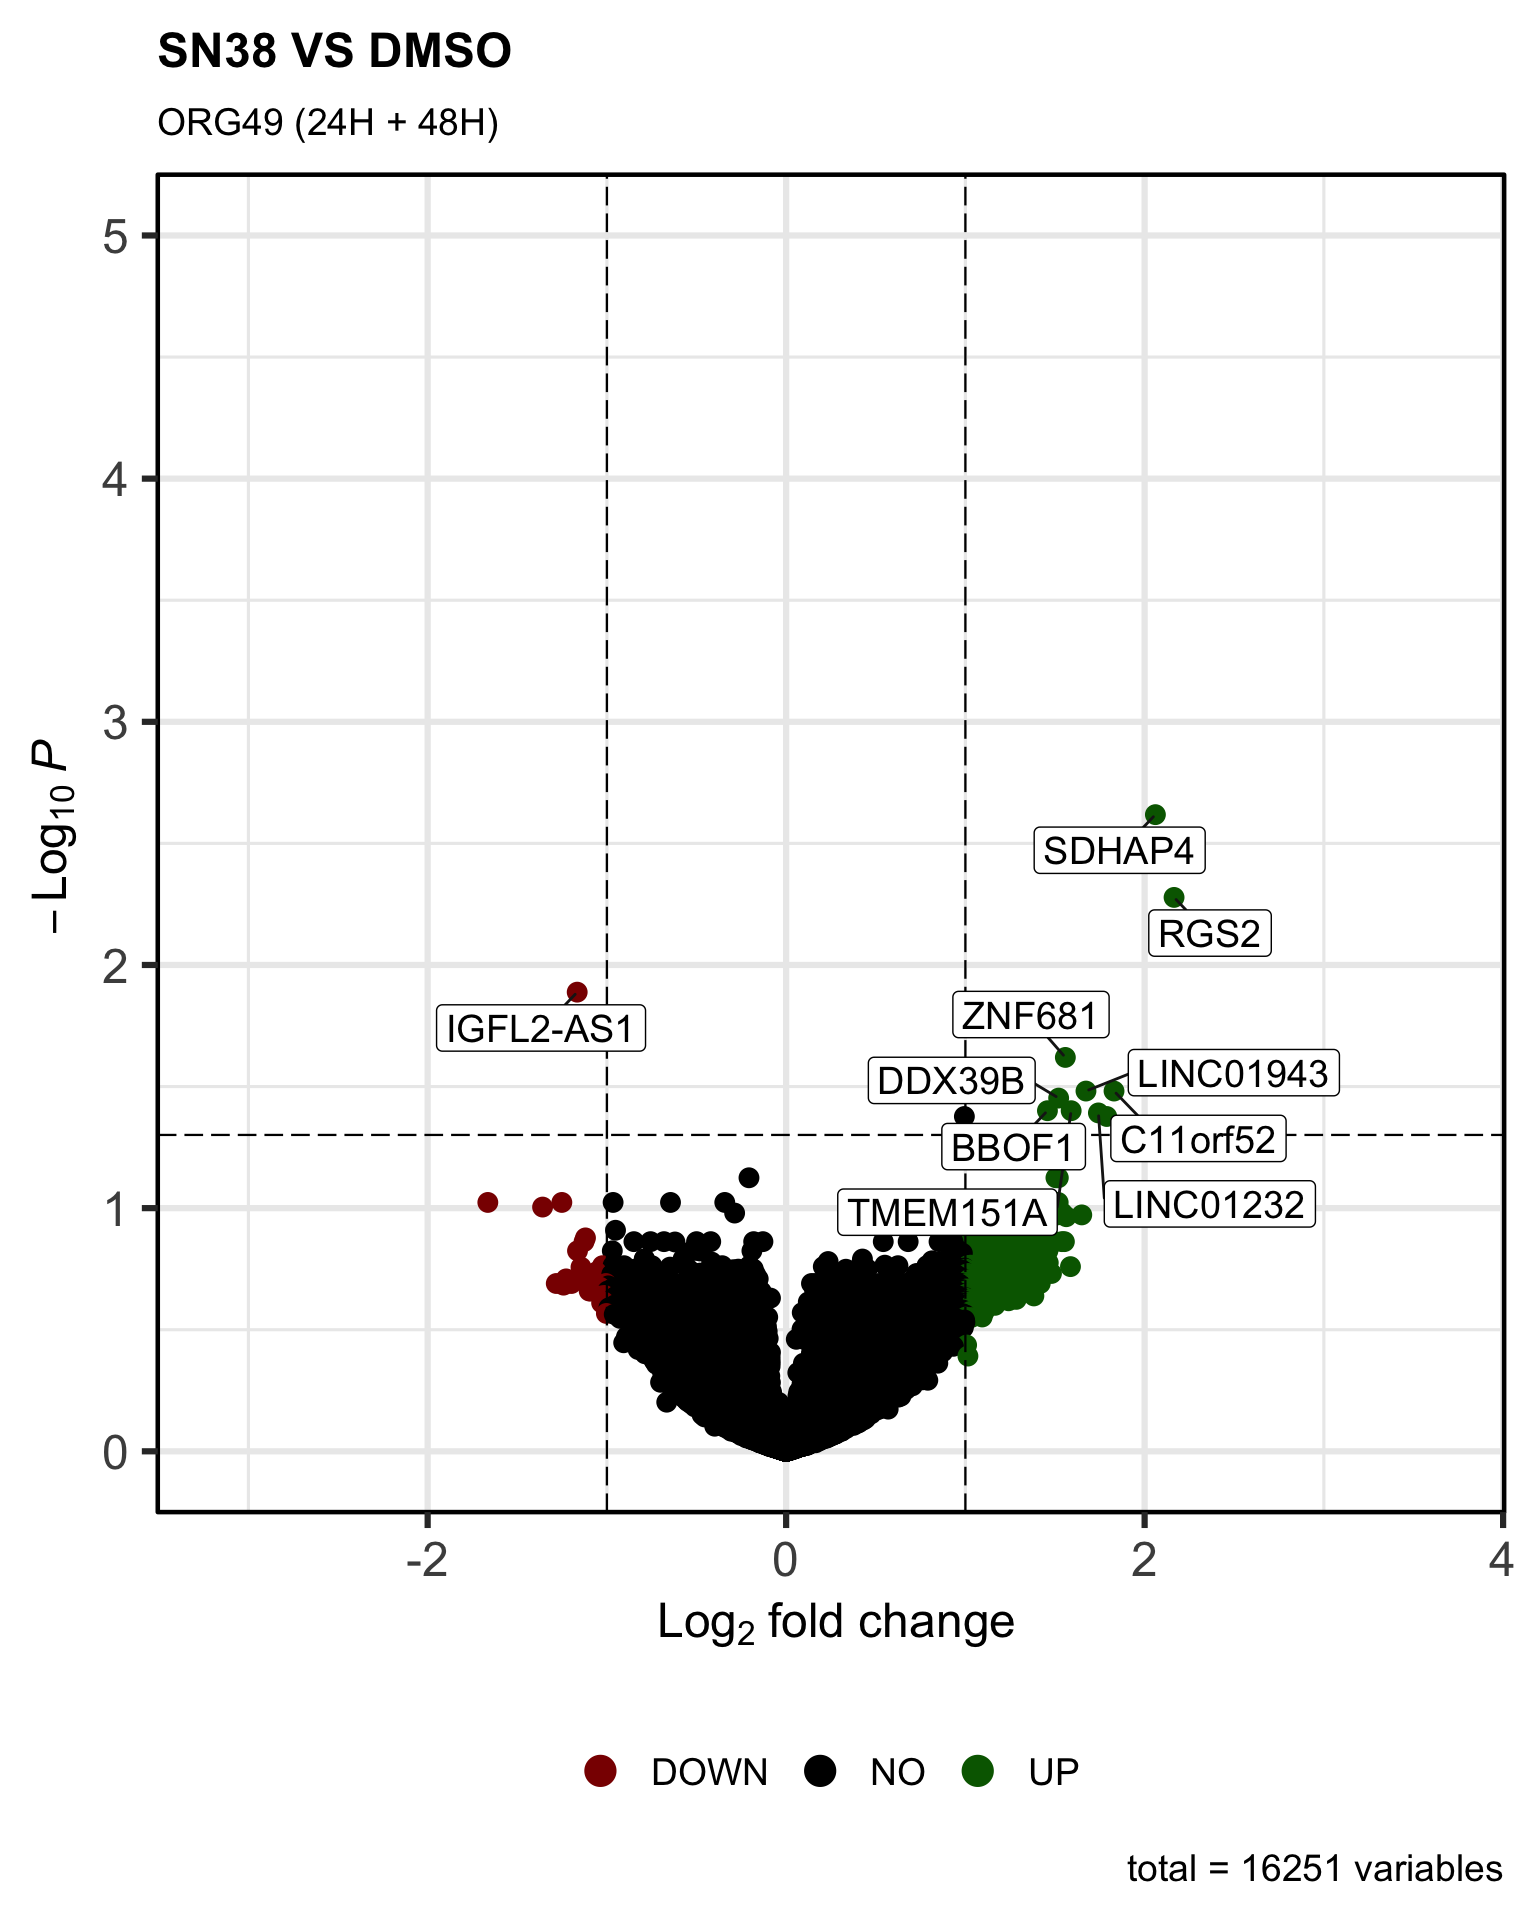 SN38 VS DMSO
ORG49 (24H + 48H)
5
4
3
2
1
0
−Log10 P
SDHAP4
RGS2
IGFL2-AS1
ZNF681
LINC01943
DDX39B
C11orf52
BBOF1
LINC01232
TMEM151A
-2 0 2 4
Log2 fold change
DOWN NO UP
total = 16251 variables